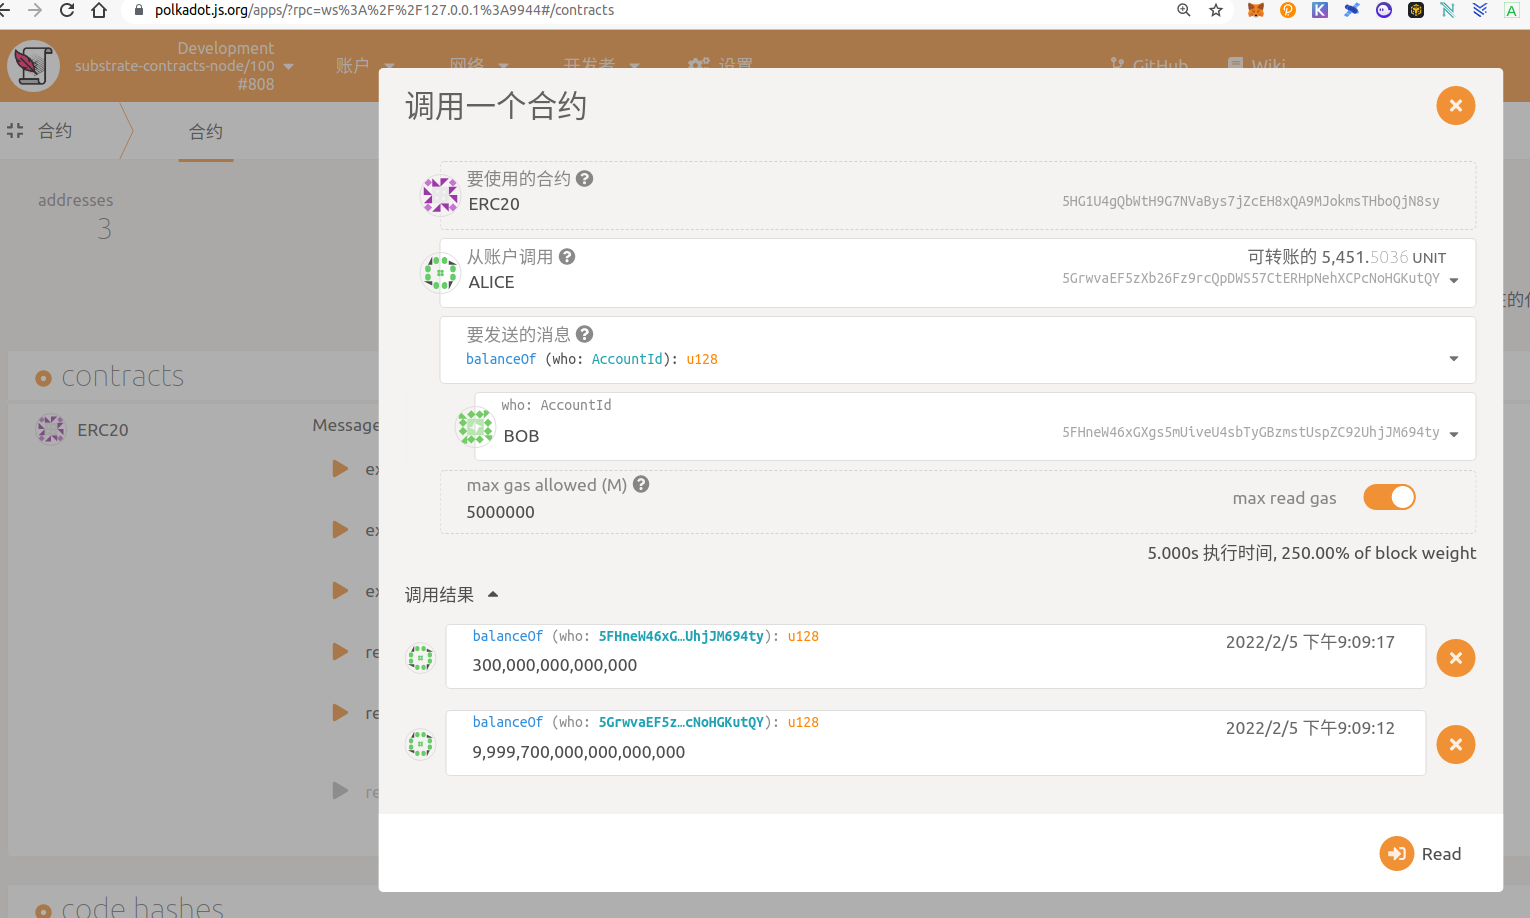 polkadot.js.org/apps/?rpc=ws%3A%2F%2F127.0.0.1%3A9944#/contracts
Development
substrate-contracts-node/100
#808
账户
网络
开发者
设置
GitHub
Wiki
合约
合约
addresses
3
contracts
ERC20
Message
ex
ex
ex
re
re
re
code hashes
调用一个合约
要使用的合约
ERC20
5HG1U4gQbWtH9G7NVaBys7jZcEH8xQA9MJokmsTHboQjN8sy
从账户调用
可转账的 5,451.5036 UNIT
ALICE
5GrwvaEF5zXb26Fz9rcQpDWS57CtERHpNehXCPcNoHGKutQY
要发送的消息
balanceOf (who: AccountId): u128
who: AccountId
BOB
5FHneW46xGXgs5mUiveU4sbTyGBzmstUspZC92UhjJM694ty
max gas allowed (M)
5000000
max read gas
5.000s 执行时间, 250.00% of block weight
调用结果
balanceOf (who: 5FHneW46xG…UhjJM694ty): u128
2022/2/5 下午9:09:17
300,000,000,000,000
balanceOf (who: 5GrwvaEF5z…cNoHGKutQY): u128
2022/2/5 下午9:09:12
9,999,700,000,000,000,000
Read